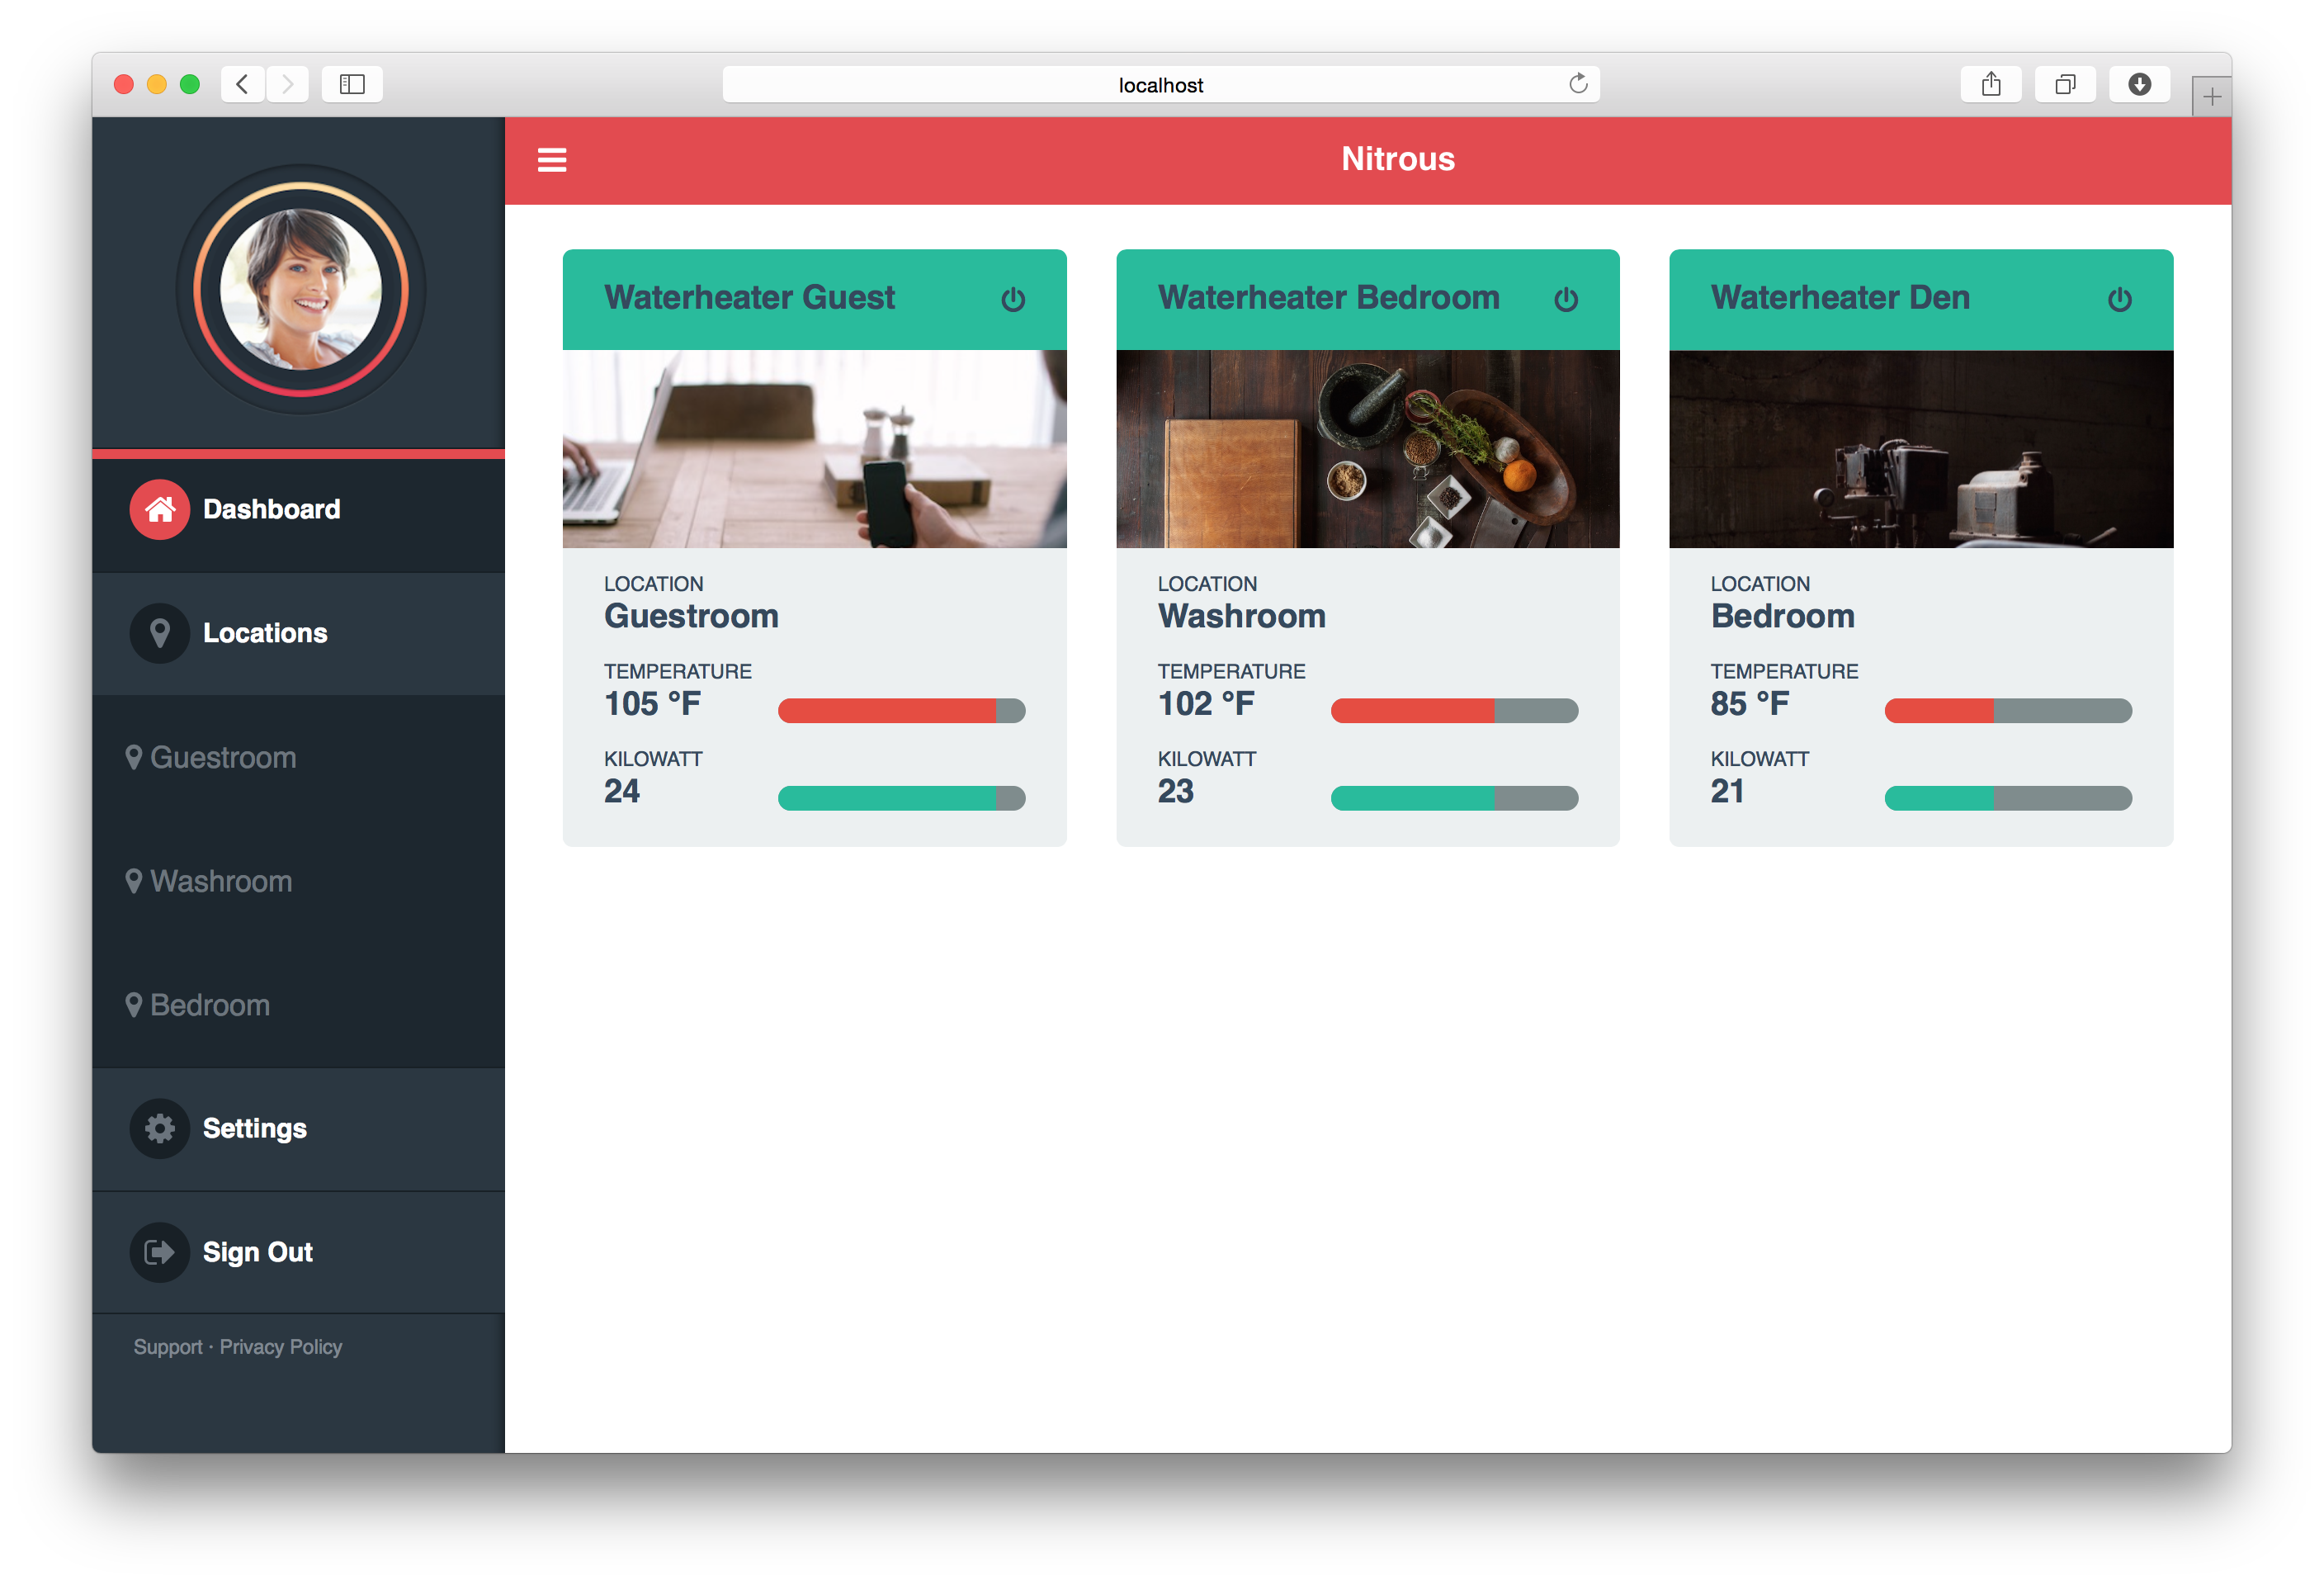 localhost
Nitrous
Dashboard
Locations
Guestroom
Washroom
Bedroom
Settings
Sign Out
Support · Privacy Policy
Waterheater Guest
LOCATION
Guestroom
TEMPERATURE
105 °F
KILOWATT
24
Waterheater Bedroom
LOCATION
Washroom
TEMPERATURE
102 °F
KILOWATT
23
Waterheater Den
LOCATION
Bedroom
TEMPERATURE
85 °F
KILOWATT
21